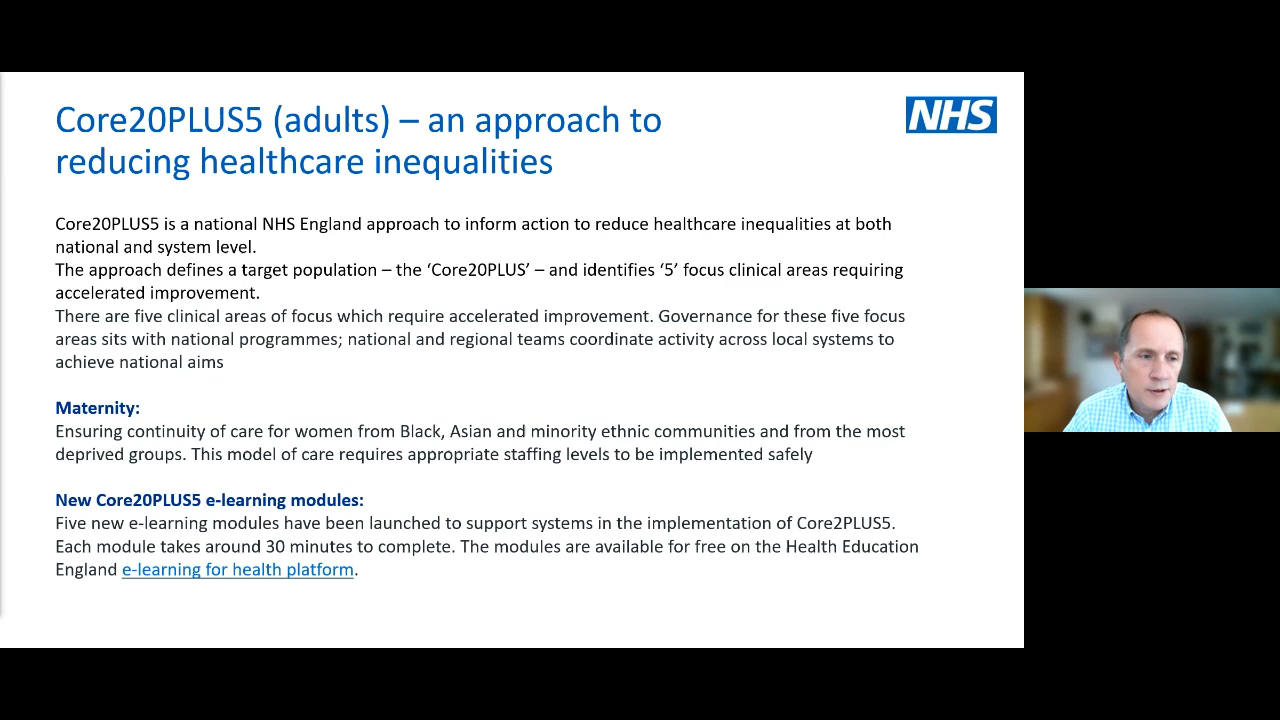 Core20PLUS5 (adults) – an approach to
reducing healthcare inequalities
NHS
Core20PLUS5 is a national NHS England approach to inform action to reduce healthcare inequalities at both
national and system level.
The approach defines a target population – the ‘Core20PLUS’ – and identifies ‘5’ focus clinical areas requiring
accelerated improvement.
There are five clinical areas of focus which require accelerated improvement. Governance for these five focus
areas sits with national programmes; national and regional teams coordinate activity across local systems to
achieve national aims
Maternity:
Ensuring continuity of care for women from Black, Asian and minority ethnic communities and from the most
deprived groups. This model of care requires appropriate staffing levels to be implemented safely
New Core20PLUS5 e-learning modules:
Five new e-learning modules have been launched to support systems in the implementation of Core2PLUS5.
Each module takes around 30 minutes to complete. The modules are available for free on the Health Education
England e-learning for health platform.